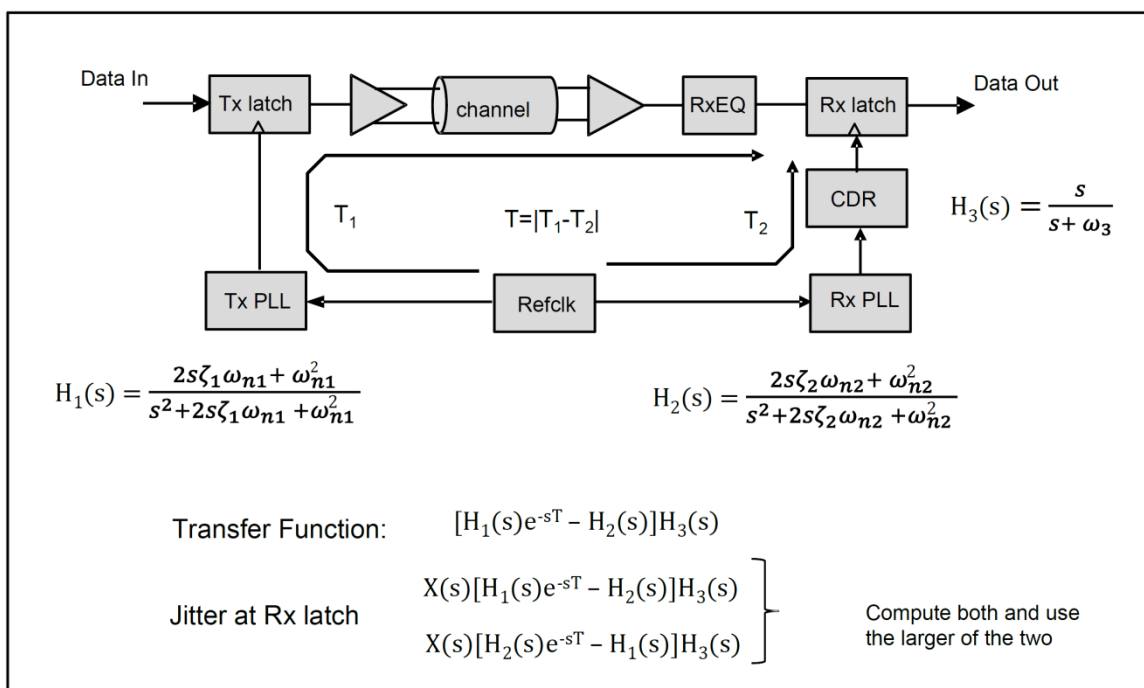 Data In
Tx latch
channel
RxEQ
Rx latch
Data Out
T₁
T=|T₁-T₂|
T₂
CDR
H₃(s) = s / (s + ω₃)
Tx PLL
Refclk
Rx PLL
H₁(s) = (2sζ₁ωₙ₁ + ωₙ₁²) / (s² + 2sζ₁ωₙ₁ + ωₙ₁²)
H₂(s) = (2sζ₂ωₙ₂ + ωₙ₂²) / (s² + 2sζ₂ωₙ₂ + ωₙ₂²)
Transfer Function: [H₁(s)e^-sT – H₂(s)]H₃(s)
Jitter at Rx latch
X(s)[H₁(s)e^-sT – H₂(s)]H₃(s)
X(s)[H₂(s)e^-sT – H₁(s)]H₃(s)
Compute both and use
the larger of the two